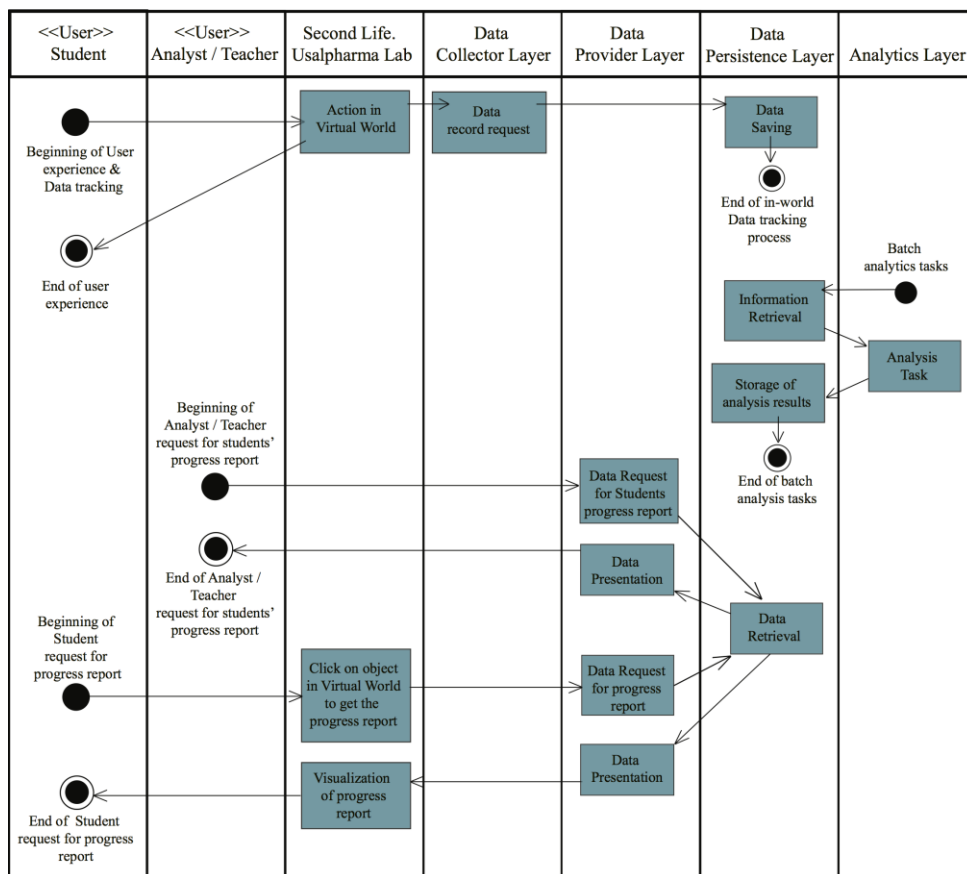 <<User>>
Student
<<User>>
Analyst / Teacher
Second Life.
Usalpharma Lab
Data
Collector Layer
Data
Provider Layer
Data
Persistence Layer
Analytics Layer
Beginning of User
experience &
Data tracking
Action in
Virtual World
Data
record request
Data
Saving
End of in-world
Data tracking
process
End of user
experience
Batch
analytics tasks
Information
Retrieval
Analysis
Task
Storage of
analysis results
End of batch
analysis tasks
Beginning of
Analyst / Teacher
request for students’
progress report
Data Request
for Students
progress report
Data
Presentation
End of Analyst /
Teacher
request for students’
progress report
Data
Retrieval
Beginning of
Student
request for
progress report
Click on object
in Virtual World
to get the
progress report
Data Request
for progress
report
Data
Presentation
Visualization
of progress
report
End of Student
request for progress
report